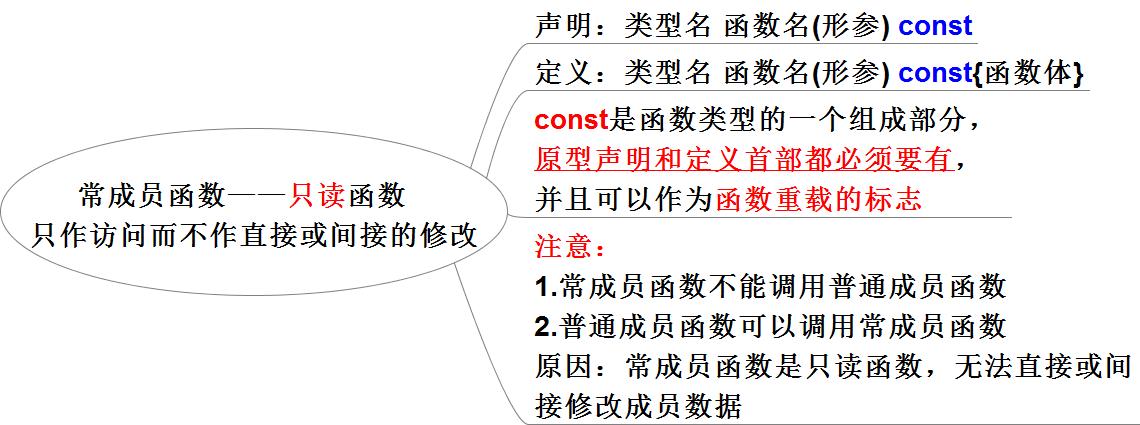 常成员函数——只读函数
只作访问而不作直接或间接的修改
声明：类型名 函数名(形参) const
定义：类型名 函数名(形参) const{函数体}
const是函数类型的一个组成部分，
原型声明和定义首部都必须要有，
并且可以作为函数重载的标志
注意：
1.常成员函数不能调用普通成员函数
2.普通成员函数可以调用常成员函数
原因：常成员函数是只读函数，无法直接或间
接修改成员数据